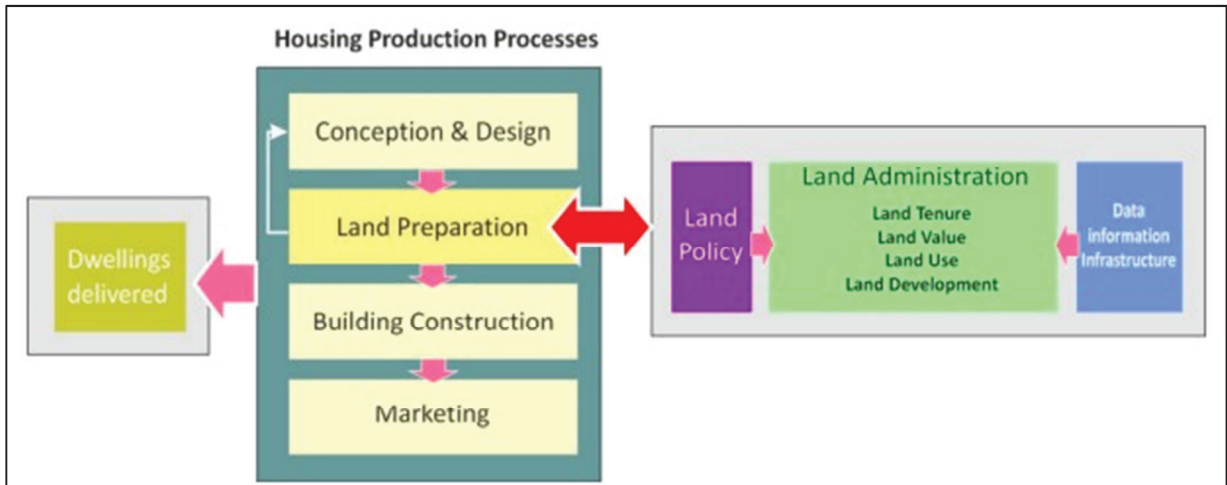 Housing Production Processes
Conception & Design
Land Preparation
Building Construction
Marketing
Dwellings
delivered
Land
Policy
Land Administration
Land Tenure
Land Value
Land Use
Land Development
Data
information
Infrastructure